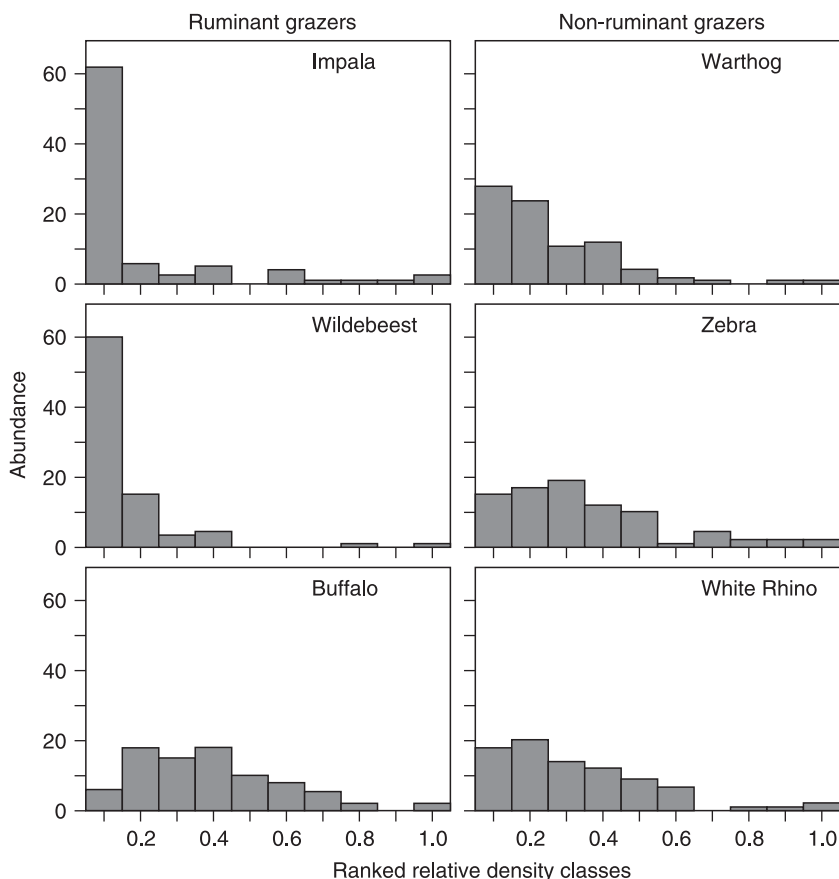 Ruminant grazers
Non-ruminant grazers
Impala
Warthog
60
40
20
0
Wildebeest
Zebra
60
40
20
0
Abundance
Buffalo
White Rhino
60
40
20
0
0.2 0.4 0.6 0.8 1.0
0.2 0.4 0.6 0.8 1.0
Ranked relative density classes